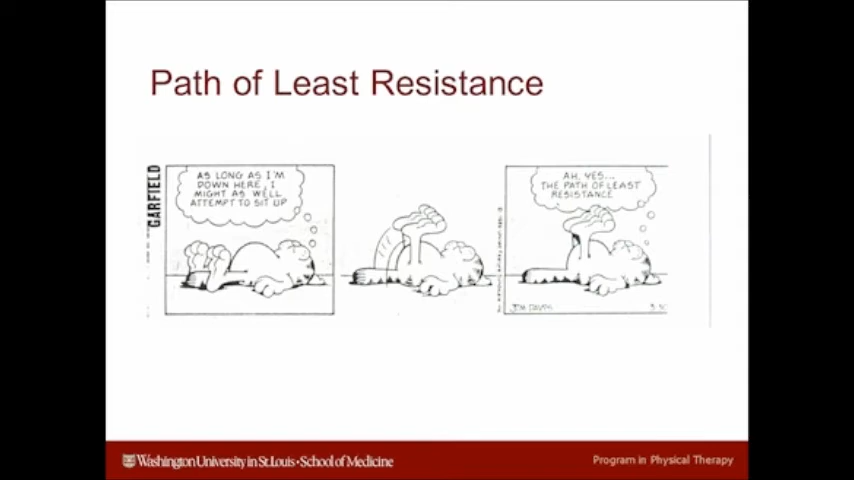 Path of Least Resistance
GARFIELD
AS LONG AS I'M
DOWN HERE, I
MIGHT AS WELL
ATTEMPT TO SIT UP
AH, YES...
THE PATH OF LEAST
RESISTANCE
JIM DAVIS
Washington University in St. Louis • School of Medicine
Program in Physical Therapy